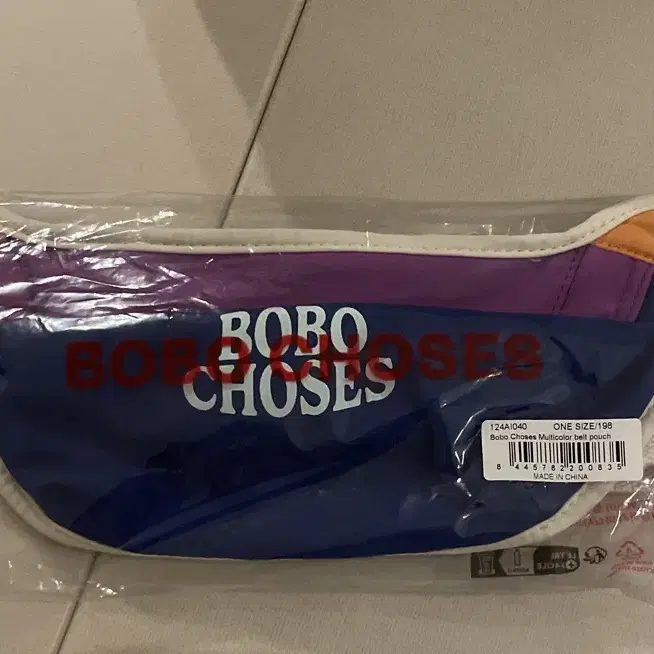 BOBO
CHOSES
BOBO CHOSES
124AI040 ONE SIZE/198
Bobo Choses Multicolor belt pouch
8 445782 200835
MADE IN CHINA